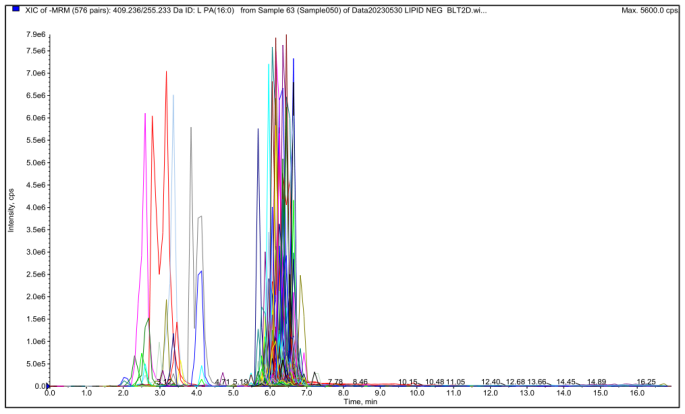 XIC of -MRM (576 pairs): 409.236/255.233 Da ID: L PA(16:0) from Sample 63 (Sample050) of Data20230530 LIPID NEG BLT2D.wi... Max. 5600.0 cps
7.9e6
7.0e6
6.5e6
6.0e6
5.5e6
5.0e6
4.5e6
4.0e6
3.5e6
3.0e6
2.5e6
2.0e6
1.5e6
1.0e6
5.0e5
0.0
Intensity, cps
3.12 4.71 5.19 7.78 8.46 10.15 10.48 11.05 12.40 12.68 13.66 14.45 14.89 16.25
0.0 1.0 2.0 3.0 4.0 5.0 6.0 7.0 8.0 9.0 10.0 11.0 12.0 13.0 14.0 15.0 16.0
Time, min